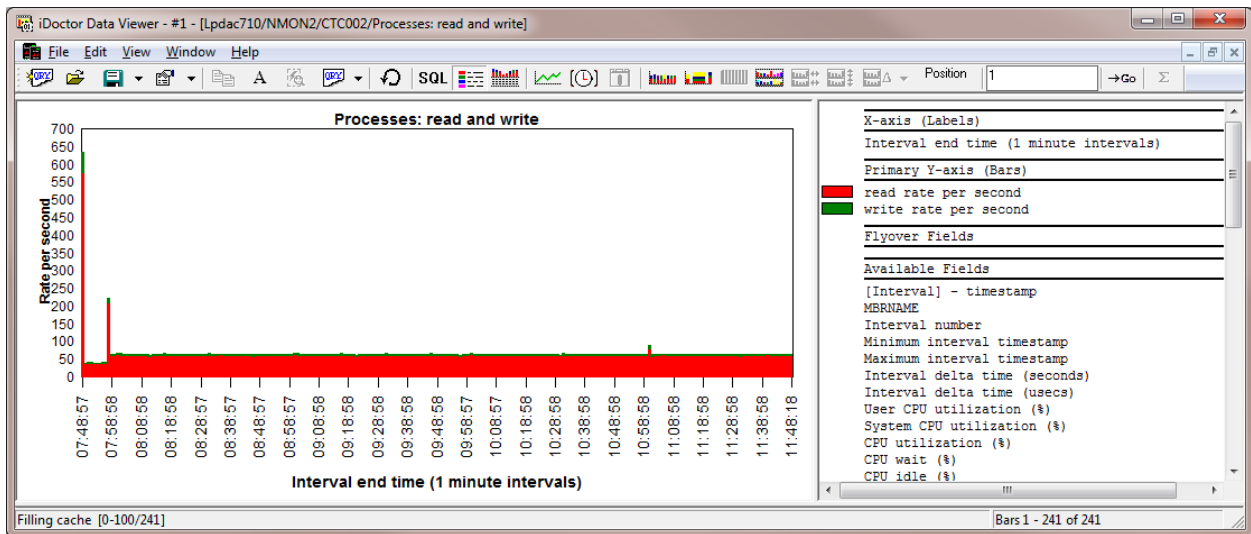 iDoctor Data Viewer - #1 - [Lpdac710/NMON2/CTC002/Processes: read and write]
File Edit View Window Help
QRY A QRY SQL Position 1 Go Σ
Processes: read and write
700
650
600
550
500
450
400
350
300
250
200
150
100
50
0
Rate per second
07:48:57 07:58:58 08:08:58 08:18:58 08:28:57 08:38:57 08:48:57 08:58:57 09:08:58 09:18:58 09:28:58 09:38:58 09:48:58 09:58:57 10:08:57 10:18:58 10:28:58 10:38:58 10:48:58 10:58:58 11:08:58 11:18:58 11:28:58 11:38:58 11:48:18
Interval end time (1 minute intervals)
X-axis (Labels)
Interval end time (1 minute intervals)
Primary Y-axis (Bars)
read rate per second
write rate per second
Flyover Fields
Available Fields
[Interval] - timestamp
MBRNAME
Interval number
Minimum interval timestamp
Maximum interval timestamp
Interval delta time (seconds)
Interval delta time (usecs)
User CPU utilization (%)
System CPU utilization (%)
CPU utilization (%)
CPU wait (%)
CPU idle (%)
Filling cache [0-100/241]
Bars 1 - 241 of 241